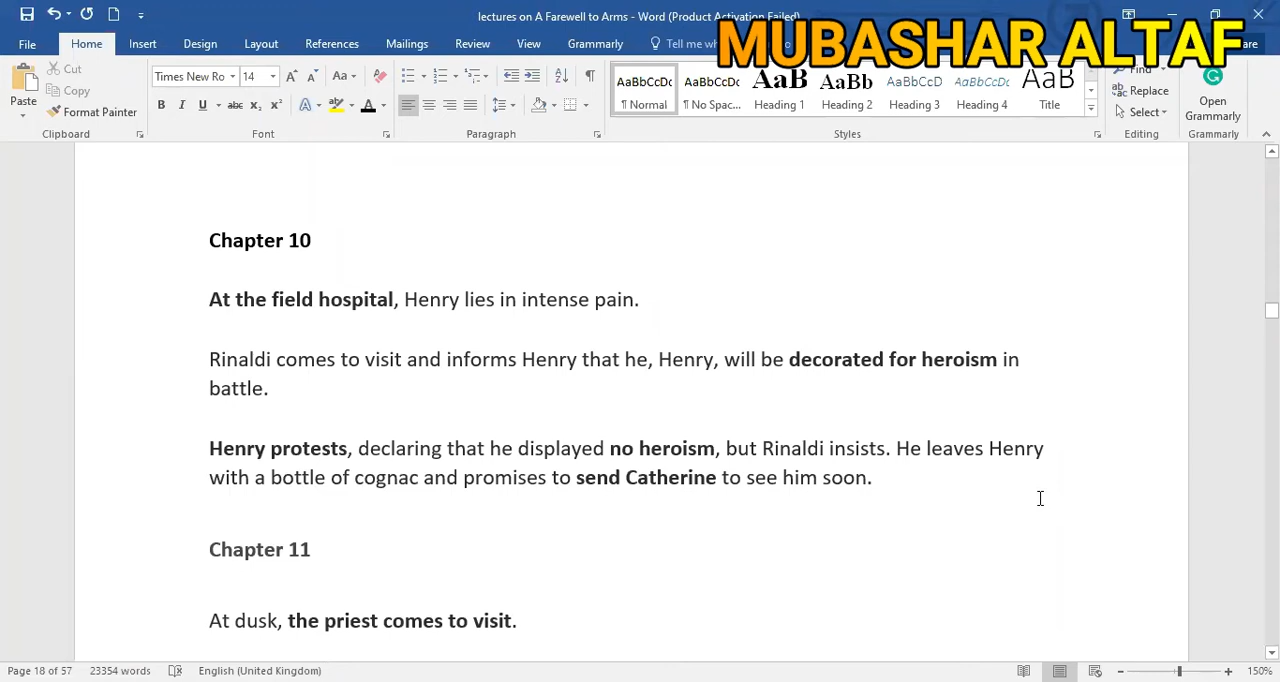 lectures on A Farewell to Arms - Word (Product Activation Failed)
MUBASHAR ALTAF
File Home Insert Design Layout References Mailings Review View Grammarly Tell me
Paste
Cut
Copy
Format Painter
Clipboard
Times New Ro 14
Font
Paragraph
AaBbCcDc ¶ Normal
AaBbCcDc ¶ No Spac...
AaB Heading 1
AaBb Heading 2
AaBbCcD Heading 3
AaBbCcD Heading 4
AaB Title
Styles
Find
Replace
Select
Editing
Open
Grammarly
Grammarly
Chapter 10
At the field hospital, Henry lies in intense pain.
Rinaldi comes to visit and informs Henry that he, Henry, will be decorated for heroism in
battle.
Henry protests, declaring that he displayed no heroism, but Rinaldi insists. He leaves Henry
with a bottle of cognac and promises to send Catherine to see him soon.
Chapter 11
At dusk, the priest comes to visit.
Page 18 of 57 23354 words English (United Kingdom) 150%